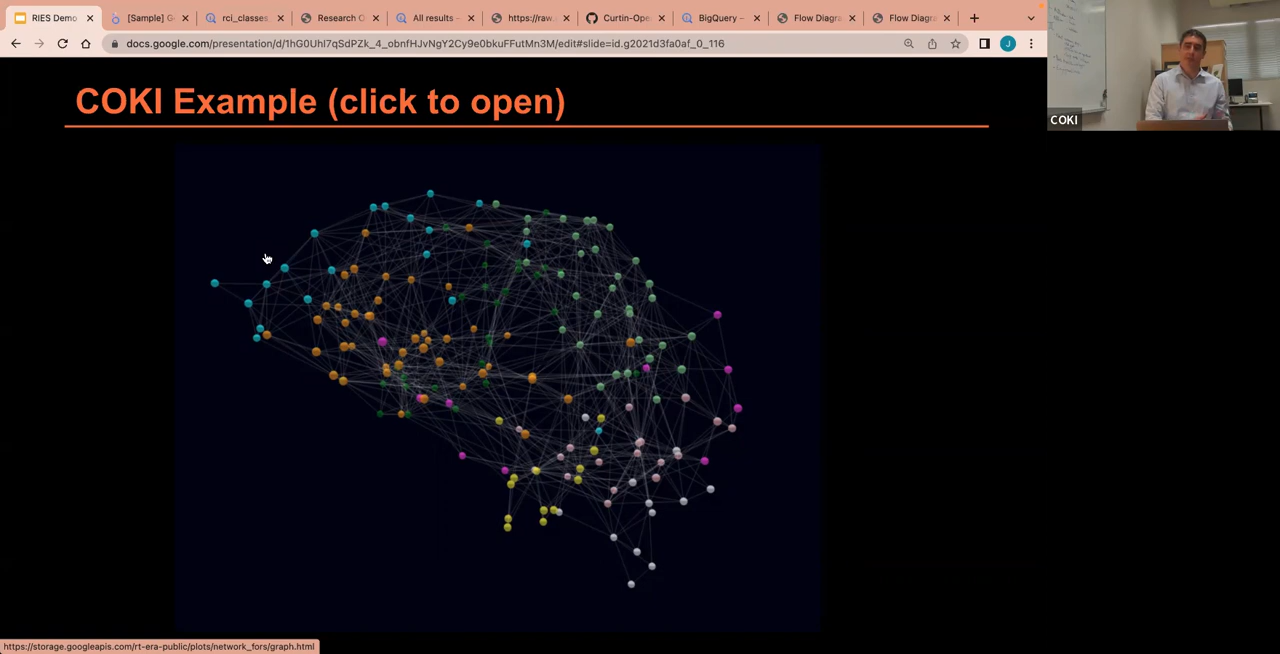 RIES Demo
[Sample] G
rci_classes
Research O
All results –
https://raw.
Curtin-Ope
BigQuery –
Flow Diagra
Flow Diagra
docs.google.com/presentation/d/1hG0UhI7qSdPZk_4_obnfHJvNgY2Cy9e0bkuFFutMn3M/edit#slide=id.g2021d3fa0af_0_116
J
COKI Example (click to open)
COKI
https://storage.googleapis.com/rt-era-public/plots/network_fors/graph.html